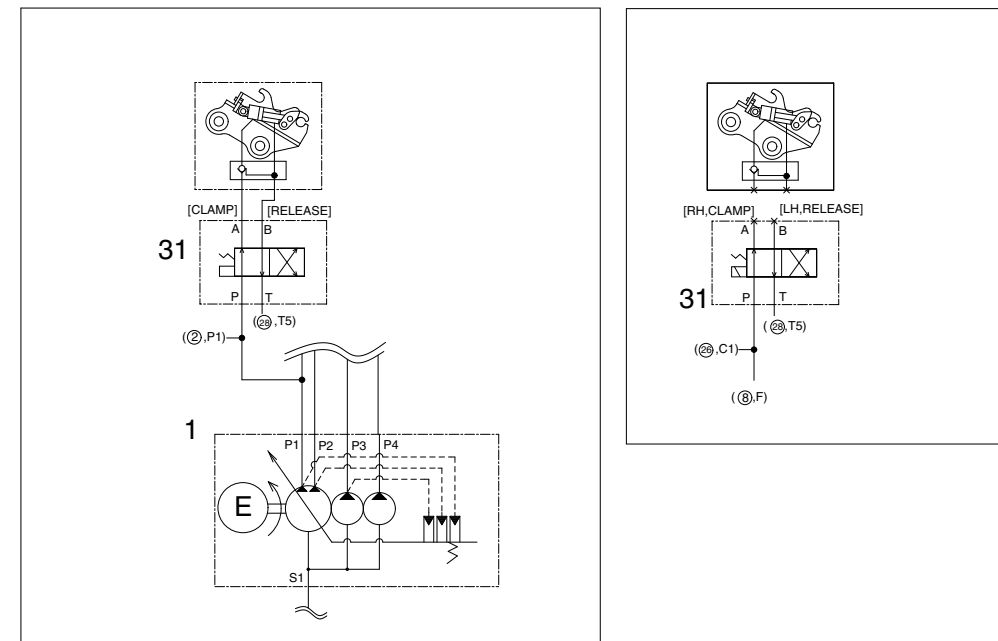 [CLAMP] [RELEASE]
A B
31
P T
(28,T5)
(2,P1)
1
P1 P2 P3 P4
E
S1
[RH,CLAMP] [LH,RELEASE]
A B
31
P T
(28,T5)
(26,C1)
(8,F)